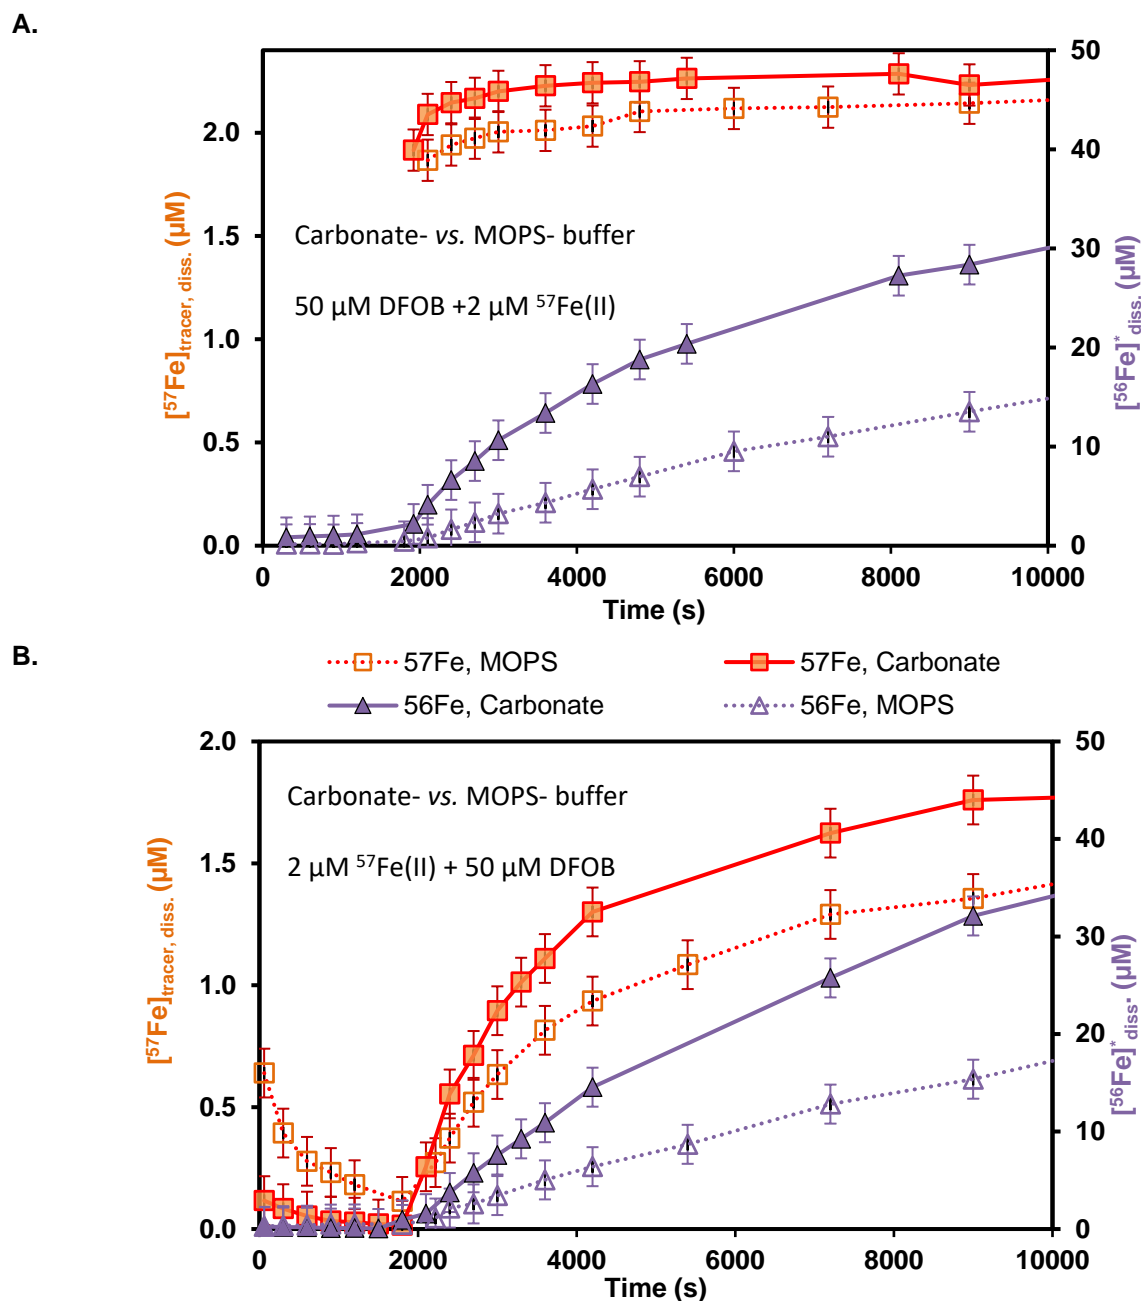 A.
[57Fe]tracer, diss. (µM)
2.0
1.5
1.0
0.5
0.0
Carbonate- vs. MOPS- buffer
50 µM DFOB +2 µM 57Fe(II)
50
40
30
20
10
0
[56Fe]*diss. (µM)
0 2000 4000 6000 8000 10000
Time (s)
B.
57Fe, MOPS
57Fe, Carbonate
56Fe, Carbonate
56Fe, MOPS
[57Fe]tracer, diss. (µM)
2.0
1.5
1.0
0.5
0.0
Carbonate- vs. MOPS- buffer
2 µM 57Fe(II) + 50 µM DFOB
50
40
30
20
10
0
[56Fe]*diss. (µM)
0 2000 4000 6000 8000 10000
Time (s)